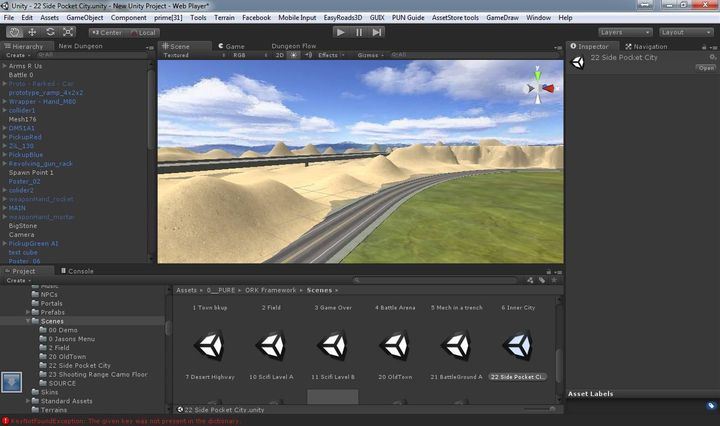 Unity - 22 Side Pocket City.unity - New Unity Project - Web Player*
File Edit Assets GameObject Component prime[31] Tools Terrain Facebook Mobile Input EasyRoads3D GUIX PUN Guide AssetStore tools GameDraw Window Help
Center Local Layers Layout
Hierarchy New Dungeon
Create All
Arms R Us
Battle 0
Proto - Parked - Car
prototype_ramp_4x2x2
Wrapper - Hand_M80
collider1
Mesh176
DM51A1
PickupRed
ZiL_130
PickupBlue
Revolving_gun_rack
Spawn Point 1
Poster_02
colider2
weaponHand_rocket
MAIN
weaponHand_mortar
BigStone
Camera
PickupGreen AI
test cube
Poster_06
Scene Game Dungeon Flow
Textured RGB 2D Effects Gizmos All
y
x
Inspector Navigation
22 Side Pocket City
Open
Project Console
Create
Music
NPCs
Portals
Prefabs
Scenes
00 Demo
0 Jasons Menu
2 Field
20 OldTown
22 Side Pocket City
23 Shooting Range Camo Floor
SOURCE
Skins
Standard Assets
Terrains
Assets 0__PURE ORK Framework Scenes
1 Town bkup 2 Field 3 Game Over 4 Battle Arena 5 Mech in a trench 6 Inner City
7 Desert Highway 10 Scifi Level A 11 Scifi Level B 20 OldTown 21 BattleGround A 22 Side Pocket Ci...
22 Side Pocket City.unity
Asset Labels
KeyNotFoundException: The given key was not present in the dictionary.